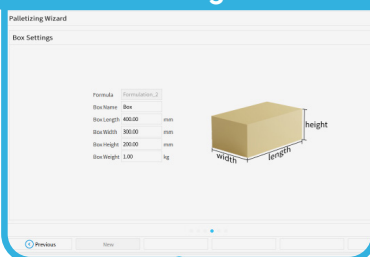 Palletizing Wizard
Box Settings
Formula Formulation_2
Box Name Box
Box Length 400.00 mm
Box Width 300.00 mm
Box Height 200.00 mm
Box Weight 1.00 kg
height
width
length
Previous
New